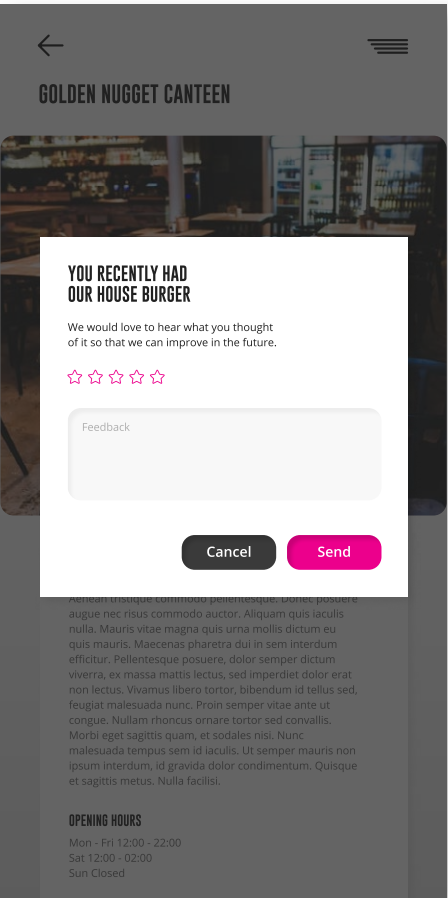 GOLDEN NUGGET CANTEEN
YOU RECENTLY HAD
OUR HOUSE BURGER
We would love to hear what you thought
of it so that we can improve in the future.
Feedback
Cancel
Send
Aenean tristique commodo pellentesque. Donec posuere
augue nec risus commodo auctor. Aliquam quis iaculis
nulla. Mauris vitae magna quis urna mollis dictum eu
quis mauris. Maecenas pharetra dui in sem interdum
efficitur. Pellentesque posuere, dolor semper dictum
viverra, ex massa mattis lectus, sed imperdiet dolor erat
non lectus. Vivamus libero tortor, bibendum id tellus sed,
feugiat malesuada nunc. Proin semper vitae ante ut
congue. Nullam rhoncus ornare tortor sed convallis.
Morbi eget sagittis quam, et sodales nisi. Nunc
malesuada tempus sem id iaculis. Ut semper mauris non
ipsum interdum, id gravida dolor condimentum. Quisque
et sagittis metus. Nulla facilisi.
OPENING HOURS
Mon - Fri 12:00 - 22:00
Sat 12:00 - 02:00
Sun Closed